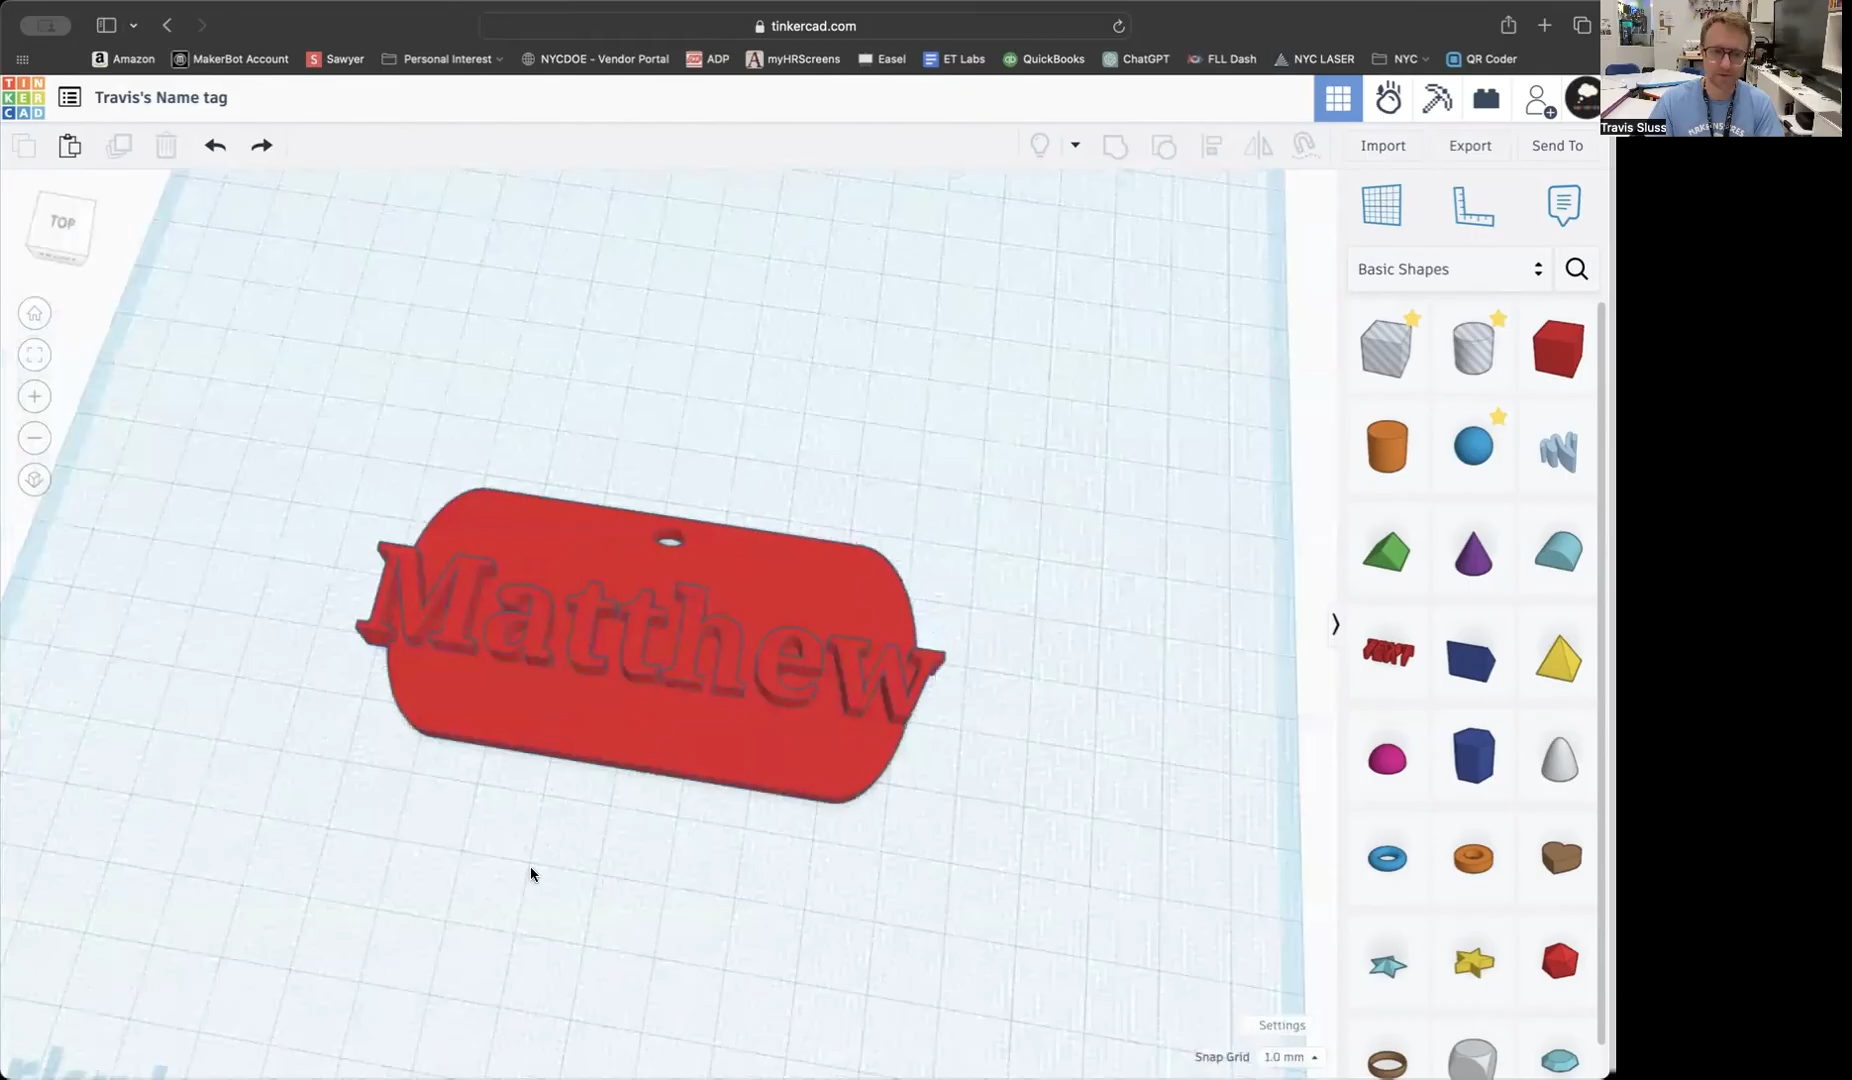 tinkercad.com
Amazon MakerBot Account Sawyer Personal Interest NYCDOE - Vendor Portal ADP myHRScreens Easel ET Labs QuickBooks ChatGPT FLL Dash NYC LASER NYC QR Coder
TIN
KER
CAD
Travis's Name tag
Travis Sluss
Import Export Send To
TOP
Basic Shapes
TEXT
Matthew
Settings
Snap Grid 1.0 mm